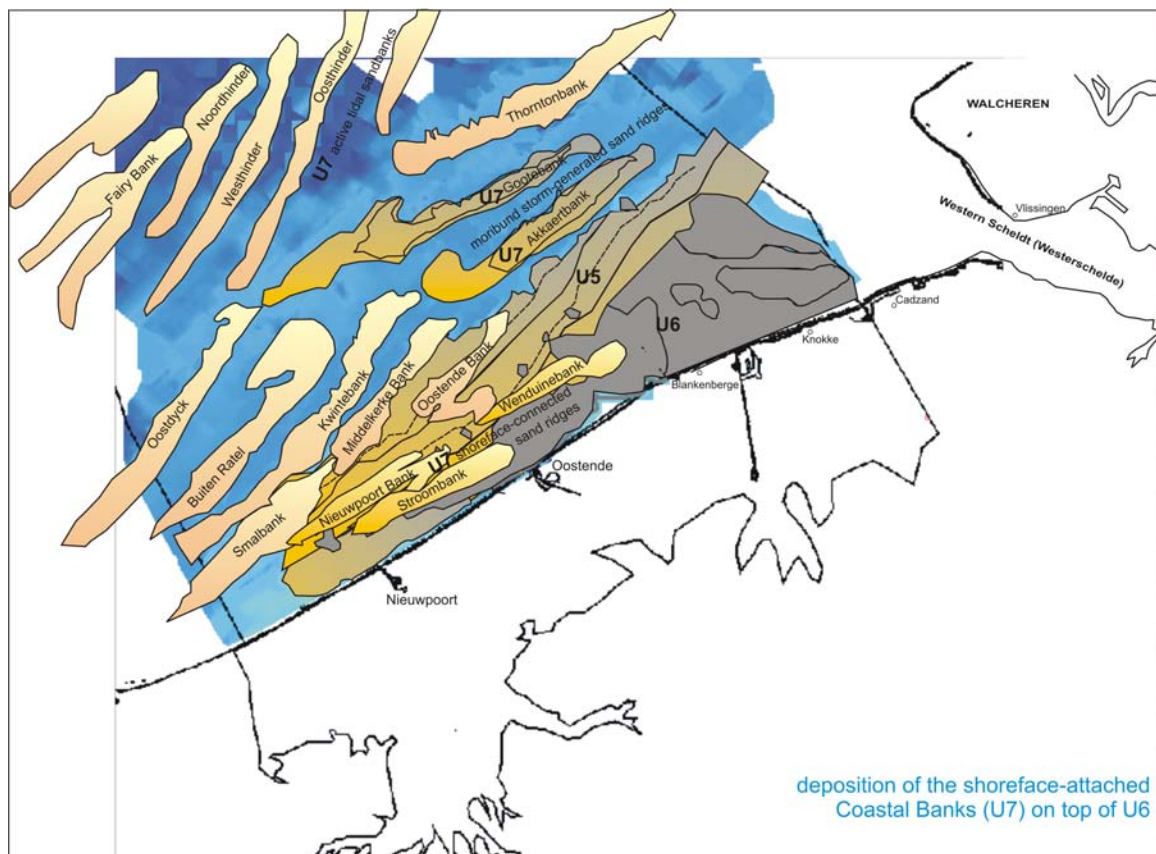 Noordhinder
Oosthinder
U7 active tidal sandbanks
Thorntonbank
WALCHEREN
Fairy Bank
Westhinder
U7
Gootebank
moribund storm-generated sand ridges
U7
Akkaertbank
Vlissingen
Western Scheldt (Westerschelde)
U5
Cadzand
U6
Knokke
Blankenberge
Oostdyck
Buiten Ratel
Kwintebank
Middelkerke Bank
Oostende Bank
Wenduinebank
U7 shoreface-connected
sand ridges
Smalbank
Nieuwpoort Bank
Stroombank
Oostende
Nieuwpoort
deposition of the shoreface-attached
Coastal Banks (U7) on top of U6